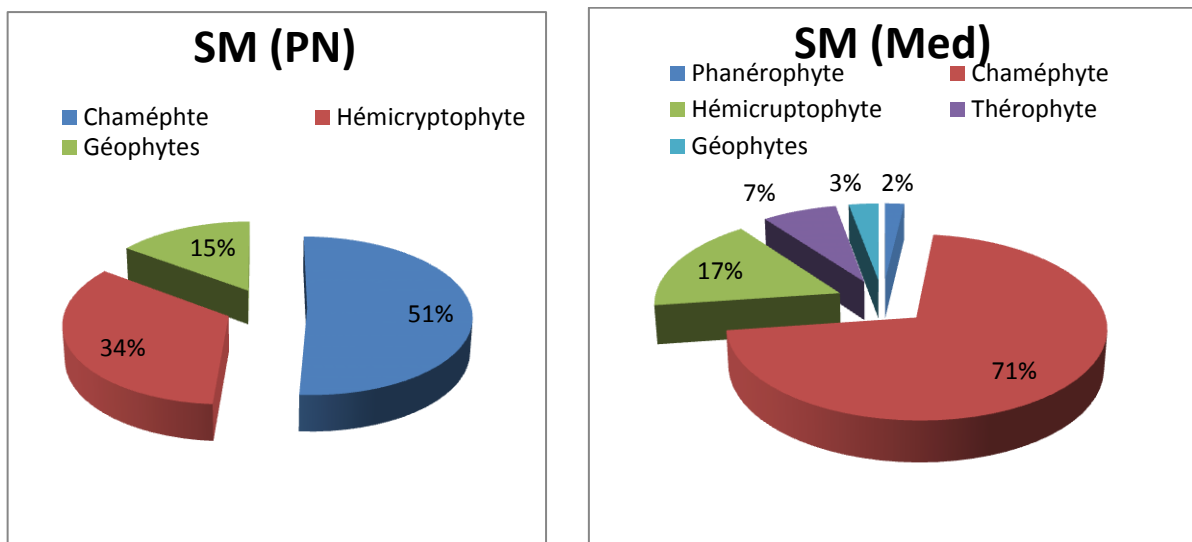 SM (PN)
Chaméphte Hémicryptophyte
Géophytes
15%
51%
34%
SM (Med)
Phanérophyte Chaméphyte
Hémicruptophyte Thérophyte
Géophytes
7% 3% 2%
17%
71%